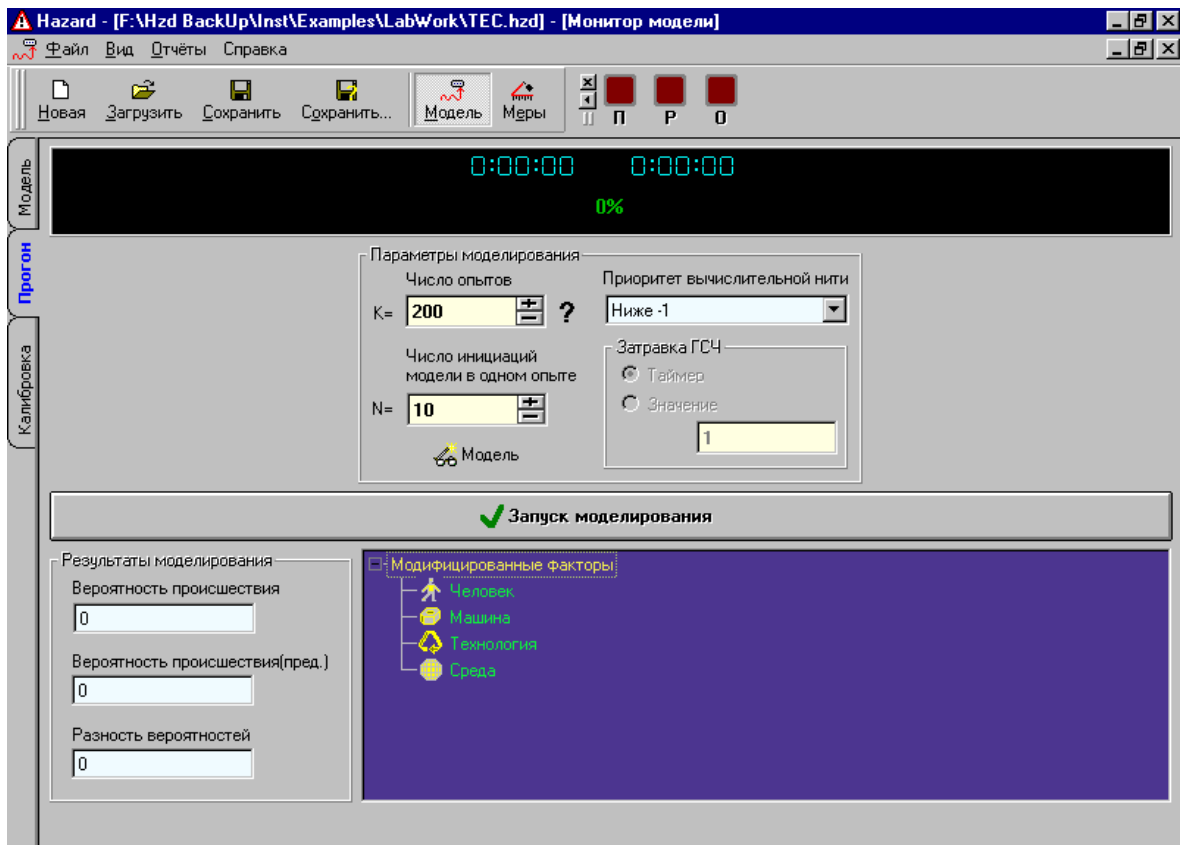 Hazard - [F:\Hzd BackUp\Inst\Examples\LabWork\TEC.hzd] - [Монитор модели]
Файл Вид Отчёты Справка
Новая Загрузить Сохранить Сохранить... Модель Меры П Р О
Модель
Прогон
Калибровка
0:00:00 0:00:00
0%
Параметры моделирования
Число опытов
K= 200 ?
Число инициаций
модели в одном опыте
N= 10
Модель
Приоритет вычислительной нити
Ниже -1
Затравка ГСЧ
Таймер
Значение
1
Запуск моделирования
Результаты моделирования
Вероятность происшествия
0
Вероятность происшествия(пред.)
0
Разность вероятностей
0
Модифицированные факторы
Человек
Машина
Технология
Среда